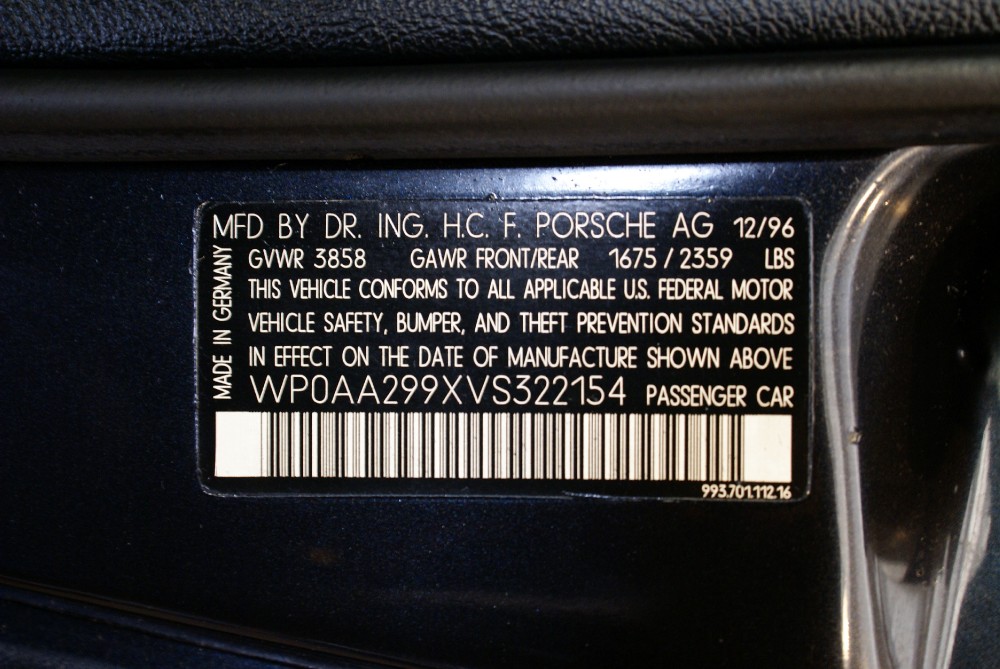 MFD BY DR. ING. H.C. F. PORSCHE AG 12/96
GVWR 3858 GAWR FRONT/REAR 1675 / 2359 LBS
THIS VEHICLE CONFORMS TO ALL APPLICABLE U.S. FEDERAL MOTOR
VEHICLE SAFETY, BUMPER, AND THEFT PREVENTION STANDARDS
IN EFFECT ON THE DATE OF MANUFACTURE SHOWN ABOVE
WP0AA299XVS322154 PASSENGER CAR
MADE IN GERMANY
993.701.112.16